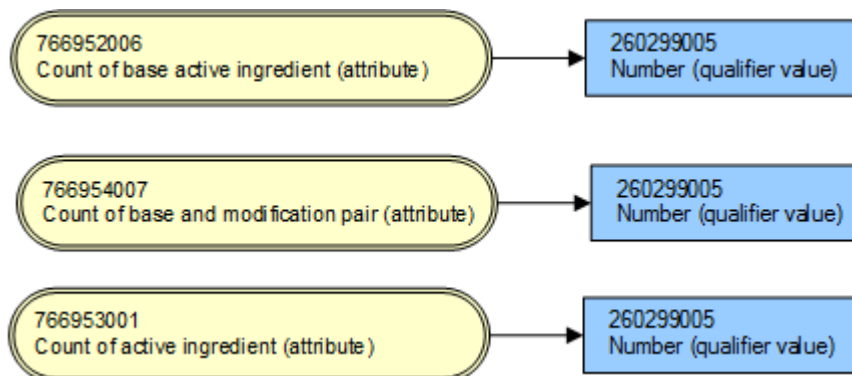 766952006
Count of base active ingredient (attribute)
260299005
Number (qualifier value)
766954007
Count of base and modification pair (attribute)
260299005
Number (qualifier value)
766953001
Count of active ingredient (attribute)
260299005
Number (qualifier value)